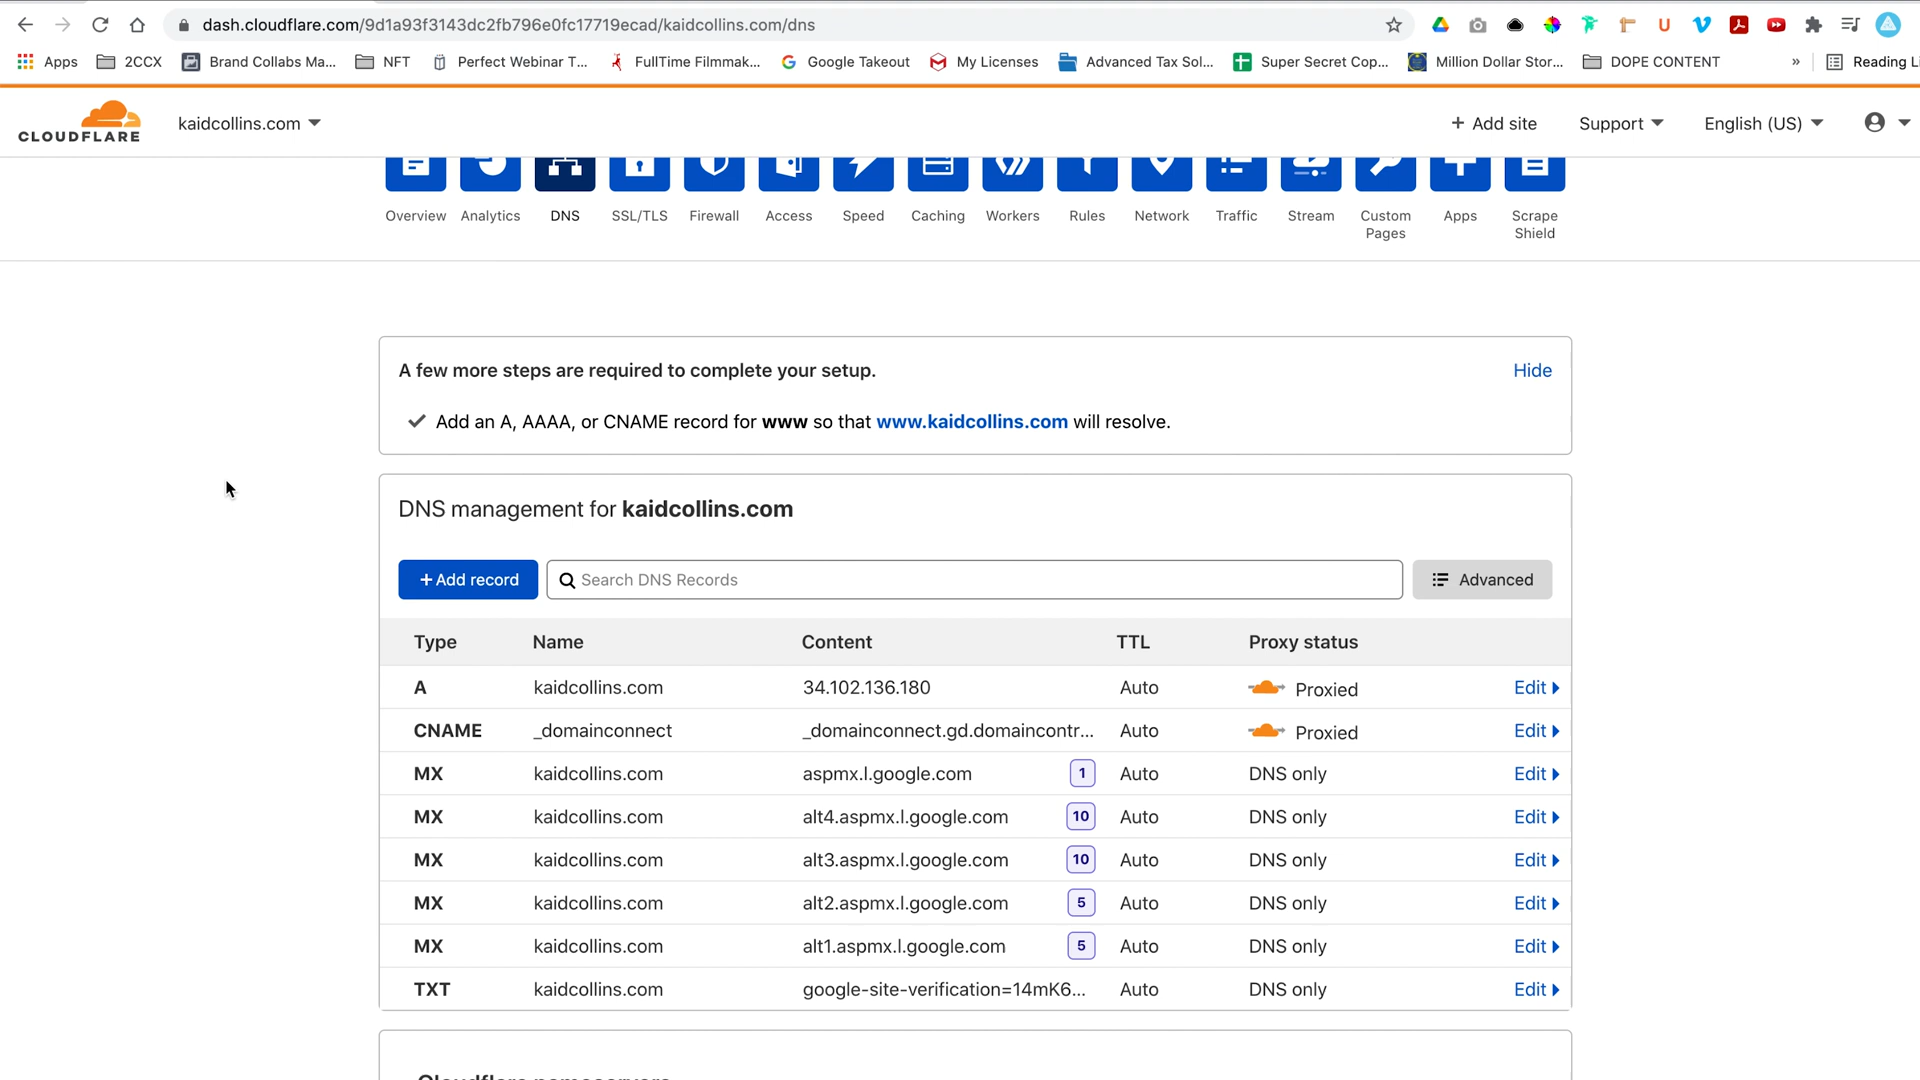 dash.cloudflare.com/9d1a93f3143dc2fb796e0fc17719ecad/kaidcollins.com/dns
Apps 2CCX Brand Collabs Ma... NFT Perfect Webinar T... FullTime Filmmak... Google Takeout My Licenses Advanced Tax Sol... Super Secret Cop... Million Dollar Stor... DOPE CONTENT » Reading Li
CLOUDFLARE kaidcollins.com + Add site Support English (US)
Overview Analytics DNS SSL/TLS Firewall Access Speed Caching Workers Rules Network Traffic Stream Custom Pages Apps Scrape Shield
A few more steps are required to complete your setup. Hide
Add an A, AAAA, or CNAME record for www so that www.kaidcollins.com will resolve.
DNS management for kaidcollins.com
+ Add record Search DNS Records Advanced
Type Name Content TTL Proxy status
A kaidcollins.com 34.102.136.180 Auto Proxied Edit
CNAME _domainconnect _domainconnect.gd.domaincontr... Auto Proxied Edit
MX kaidcollins.com aspmx.l.google.com 1 Auto DNS only Edit
MX kaidcollins.com alt4.aspmx.l.google.com 10 Auto DNS only Edit
MX kaidcollins.com alt3.aspmx.l.google.com 10 Auto DNS only Edit
MX kaidcollins.com alt2.aspmx.l.google.com 5 Auto DNS only Edit
MX kaidcollins.com alt1.aspmx.l.google.com 5 Auto DNS only Edit
TXT kaidcollins.com google-site-verification=14mK6... Auto DNS only Edit
Cloudflare nameservers